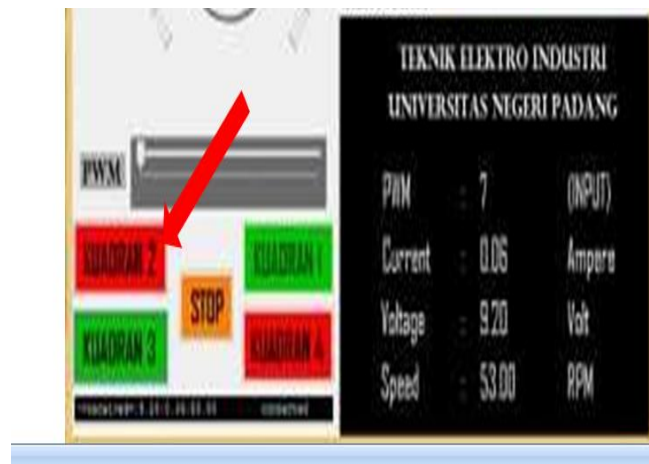 TEKNIK ELEKTRO INDUSTRI
UNIVERSITAS NEGERI PADANG
PWM
PWM : 7 (INPUT)
KUADRAN 2
KUADRAN 1
Current : 0.06 Ampere
STOP
Voltage : 9.20 Volt
KUADRAN 3
KUADRAN 4
Speed : 53.00 RPM
connected